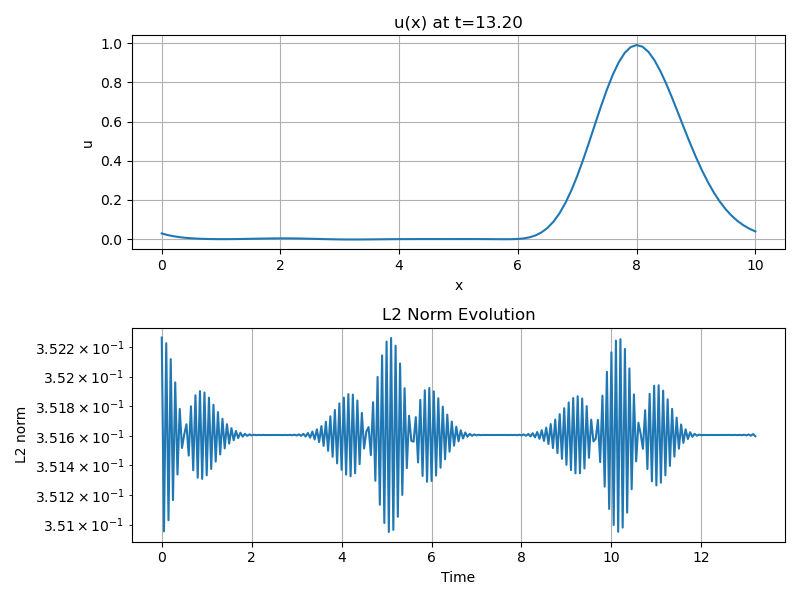 u(x) at t=13.20
1.0
0.8
0.6
0.4
0.2
0.0
u
0 2 4 6 8 10
x
L2 Norm Evolution
3.522 × 10⁻¹
3.52 × 10⁻¹
3.518 × 10⁻¹
3.516 × 10⁻¹
3.514 × 10⁻¹
3.512 × 10⁻¹
3.51 × 10⁻¹
L2 norm
0 2 4 6 8 10 12
Time